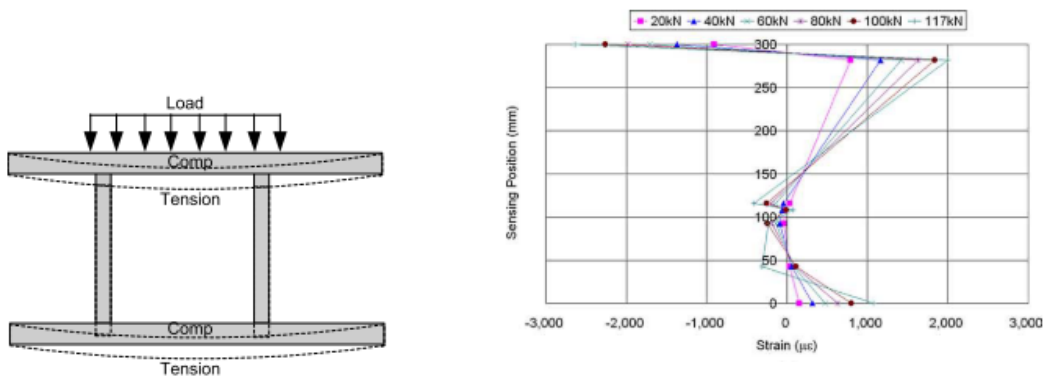 Load
Comp
Tension
Comp
Tension
20kN 40kN 60kN 80kN 100kN 117kN
Sensing Position (mm)
300
250
200
150
100
50
0
-3,000 -2,000 -1,000 0 1,000 2,000 3,000
Strain (με)